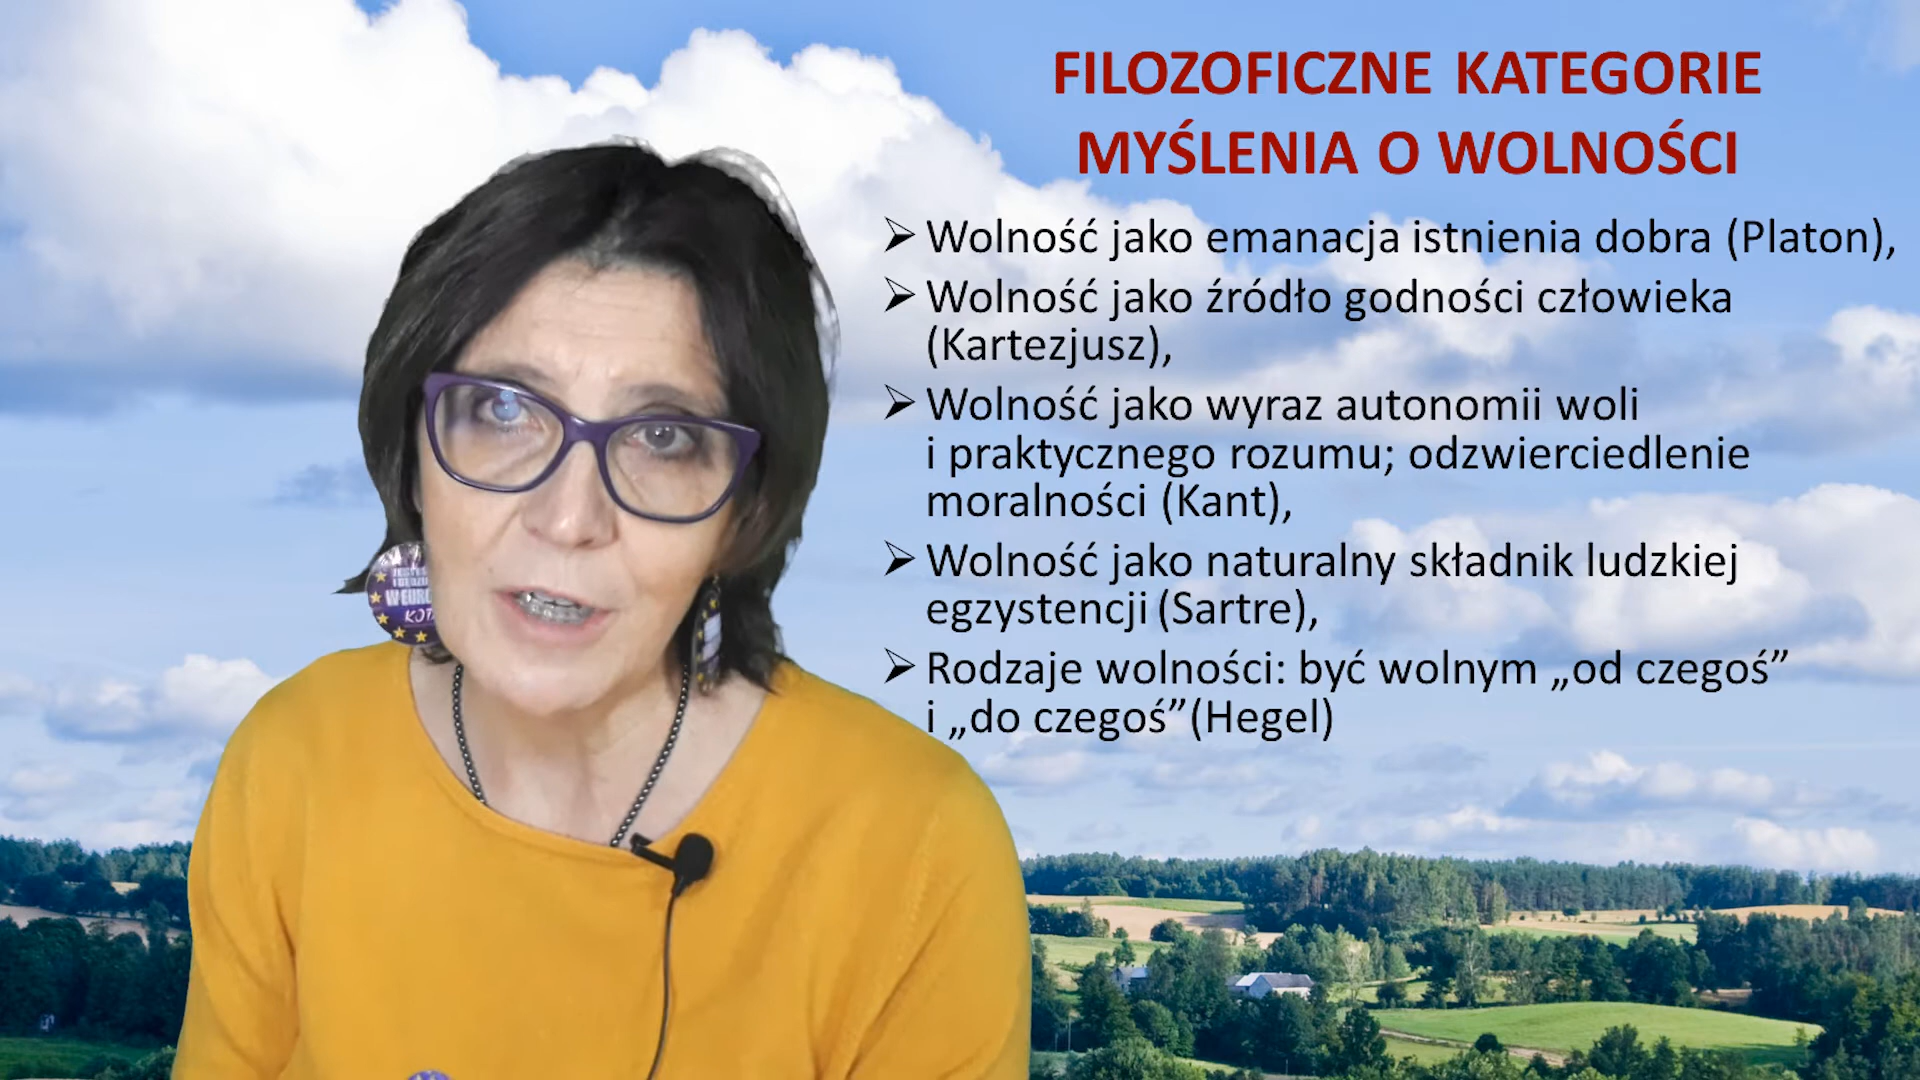 FILOZOFICZNE KATEGORIE
MYŚLENIA O WOLNOŚCI
Wolność jako emanacja istnienia dobra (Platon),
Wolność jako źródło godności człowieka
(Kartezjusz),
Wolność jako wyraz autonomii woli
i praktycznego rozumu; odzwierciedlenie
moralności (Kant),
Wolność jako naturalny składnik ludzkiej
egzystencji (Sartre),
Rodzaje wolności: być wolnym „od czegoś”
i „do czegoś”(Hegel)